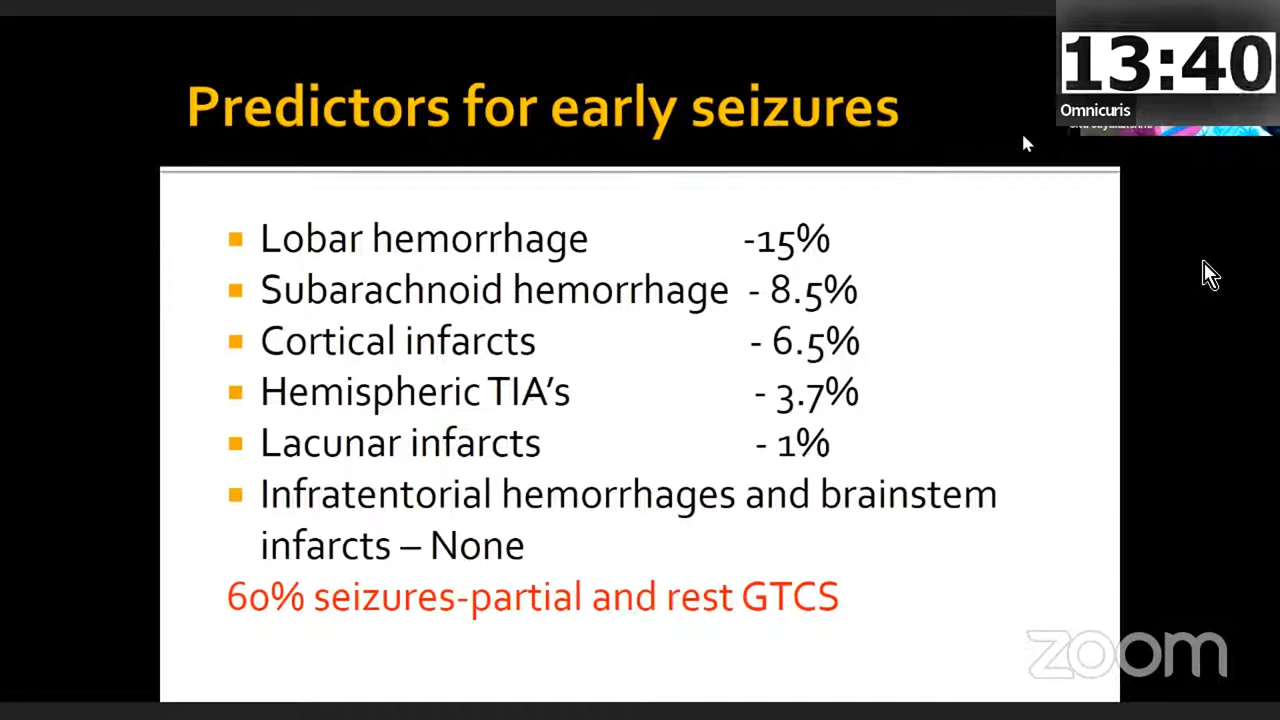 13:40
Omnicuris
Predictors for early seizures
Lobar hemorrhage -15%
Subarachnoid hemorrhage - 8.5%
Cortical infarcts - 6.5%
Hemispheric TIA’s - 3.7%
Lacunar infarcts - 1%
Infratentorial hemorrhages and brainstem
infarcts – None
60% seizures-partial and rest GTCS
zoom